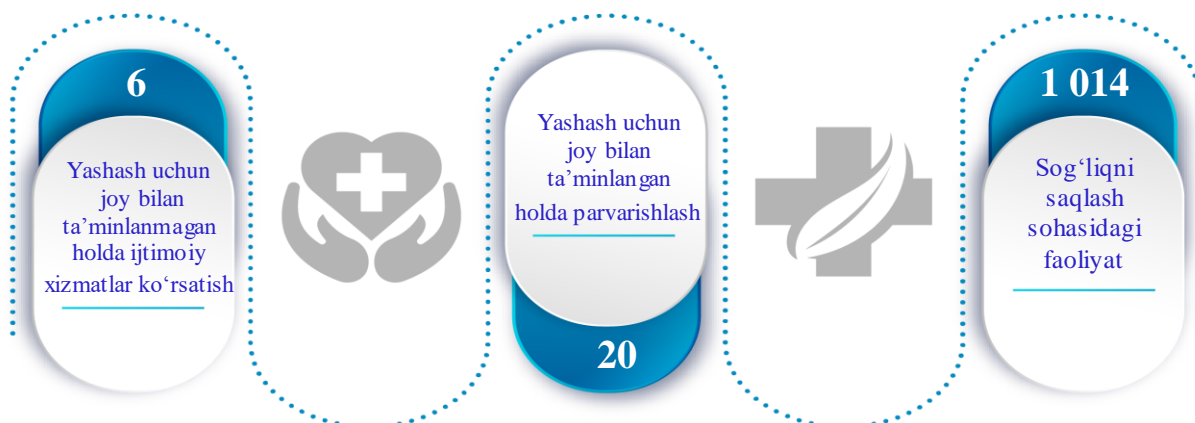 6
Yashash uchun
joy bilan
ta’minlanmagan
holda ijtimoiy
xizmatlar ko‘rsatish
Yashash uchun
joy bilan
ta’minlangan
holda parvarishlash
20
1 014
Sog‘liqni
saqlash
sohasidagi
faoliyat